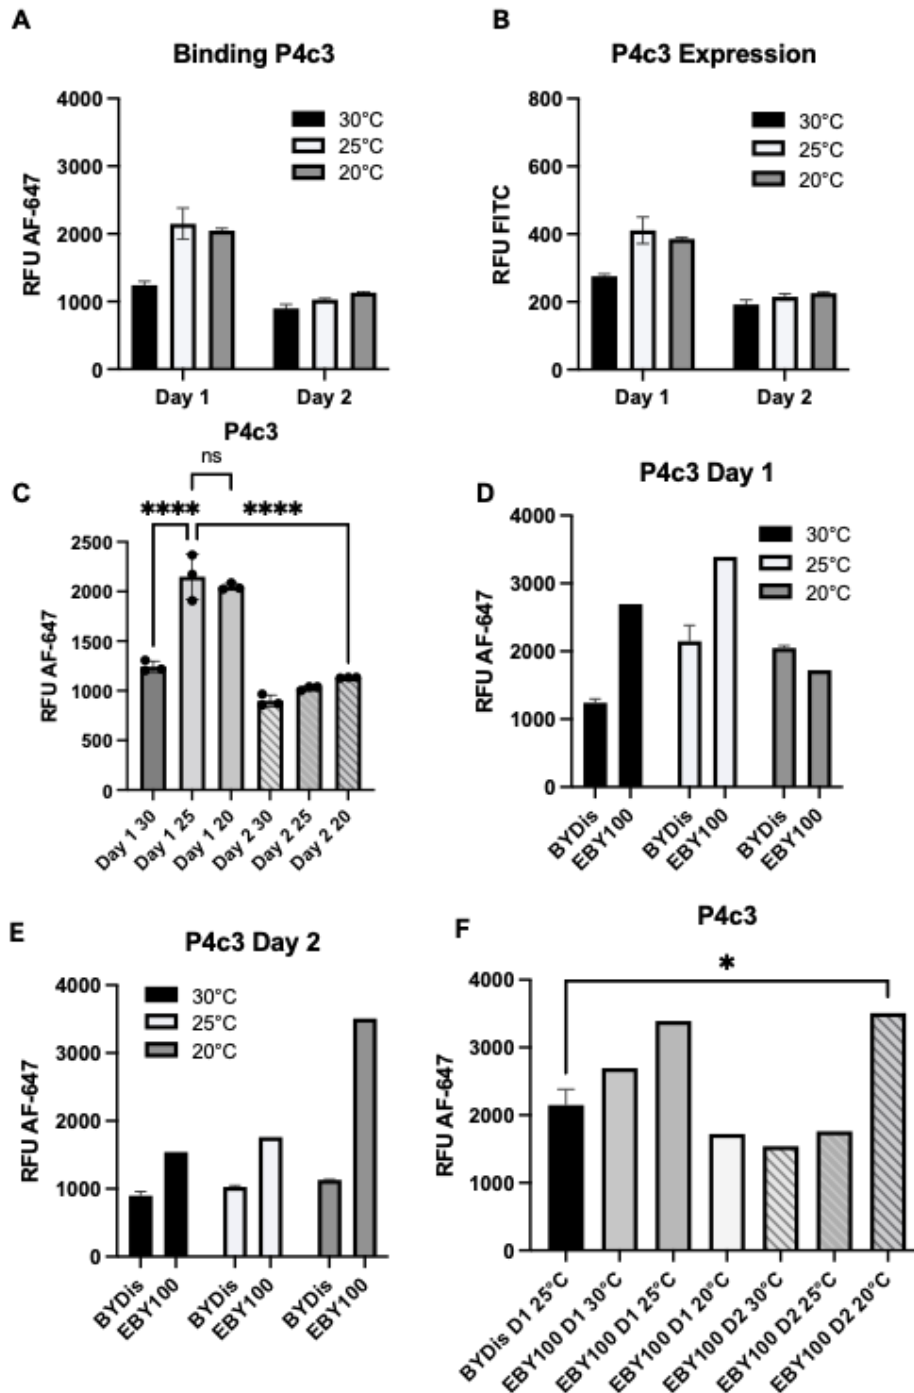 A
Binding P4c3
4000
3000
2000
1000
0
RFU AF-647
30°C
25°C
20°C
Day 1
Day 2
B
P4c3 Expression
800
600
400
200
0
RFU FITC
30°C
25°C
20°C
Day 1
Day 2
C
P4c3
ns
****
****
2500
2000
1500
1000
500
0
RFU AF-647
Day 1 30
Day 1 25
Day 1 20
Day 2 30
Day 2 25
Day 2 20
D
P4c3 Day 1
4000
3000
2000
1000
0
RFU AF-647
30°C
25°C
20°C
BYDis
EBY100
BYDis
EBY100
BYDis
EBY100
E
P4c3 Day 2
4000
3000
2000
1000
0
RFU AF-647
30°C
25°C
20°C
BYDis
EBY100
BYDis
EBY100
BYDis
EBY100
F
P4c3
*
4000
3000
2000
1000
0
RFU AF-647
BYDis D1 25°C
EBY100 D1 30°C
EBY100 D1 25°C
EBY100 D1 20°C
EBY100 D2 30°C
EBY100 D2 25°C
EBY100 D2 20°C